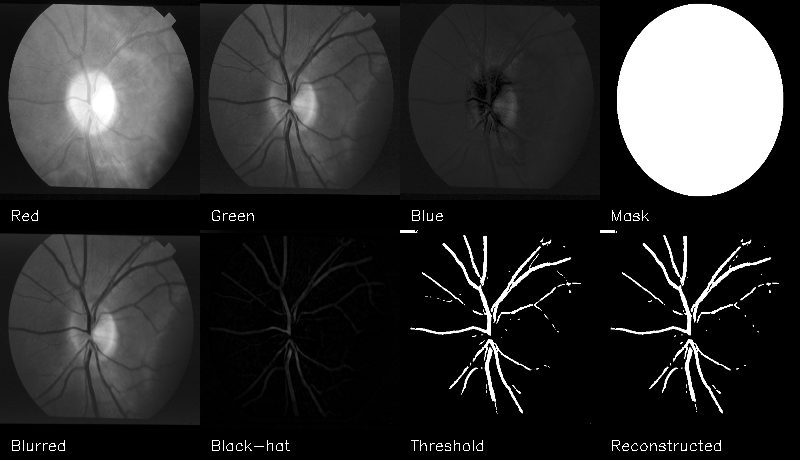 Red
Green
Blue
Mask
Blurred
Black-hat
Threshold
Reconstructed